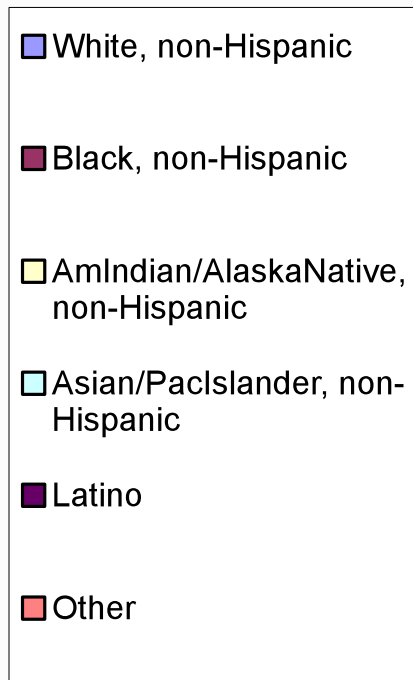 White, non-Hispanic
Black, non-Hispanic
AmIndian/AlaskaNative,
non-Hispanic
Asian/PacIslander, non-
Hispanic
Latino
Other